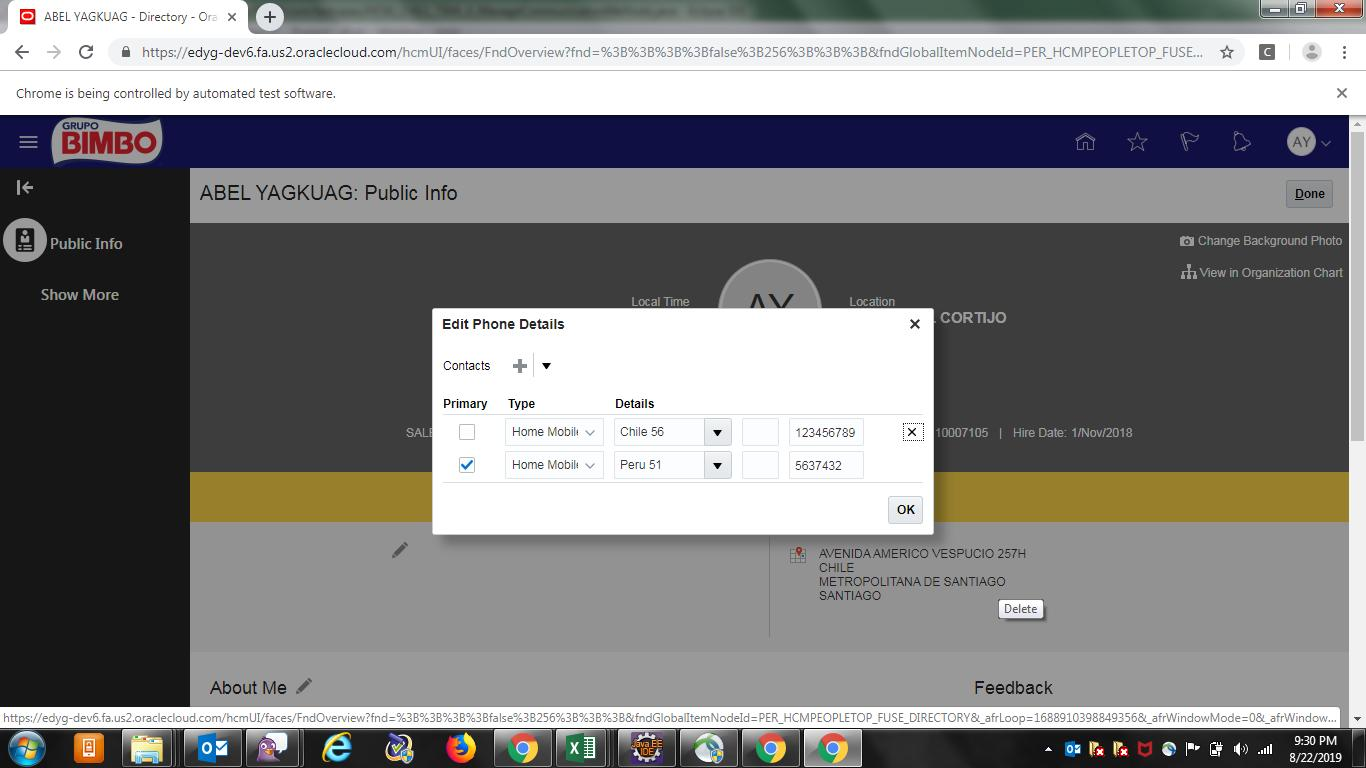 ABEL YAGKUAG - Directory - Ora
https://edyg-dev6.fa.us2.oraclecloud.com/hcmUI/faces/FndOverview?fnd=%3B%3B%3B%3Bfalse%3B256%3B%3B%3B&fndGlobalItemNodeId=PER_HCMPEOPLETOP_FUSE...
C
Chrome is being controlled by automated test software.
GRUPO
BIMBO
AY
ABEL YAGKUAG: Public Info
Done
Public Info
Show More
Change Background Photo
View in Organization Chart
Local Time
AY
Location
CORTIJO
Edit Phone Details
Contacts
Primary Type Details
Home Mobile Chile 56 123456789
Home Mobile Peru 51 5637432
10007105 | Hire Date: 1/Nov/2018
OK
AVENIDA AMERICO VESPUCIO 257H
CHILE
METROPOLITANA DE SANTIAGO
SANTIAGO
Delete
About Me
Feedback
https://edyg-dev6.fa.us2.oraclecloud.com/hcmUI/faces/FndOverview?fnd=%3B%3B%3B%3Bfalse%3B256%3B%3B%3B&fndGlobalItemNodeId=PER_HCMPEOPLETOP_FUSE_DIRECTORY&_afrLoop=1688910398849356&_afrWindowMode=0&_afrWindow...
Java EE
IDE
9:30 PM
8/22/2019